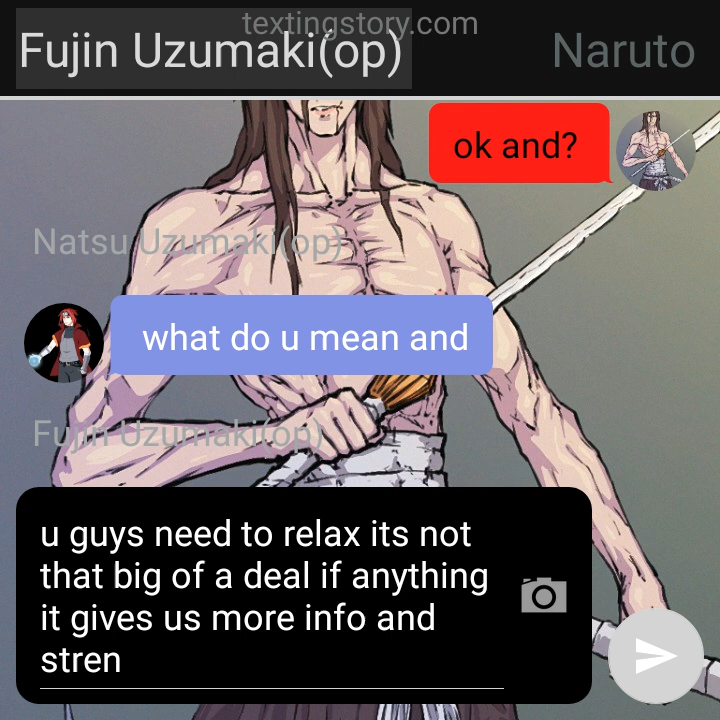 textingstory.com
Fujin Uzumaki(op)
Naruto
ok and?
Natsu Uzumaki(op)
what do u mean and
Fujin Uzumaki(op)
u guys need to relax its not
that big of a deal if anything
it gives us more info and
stren